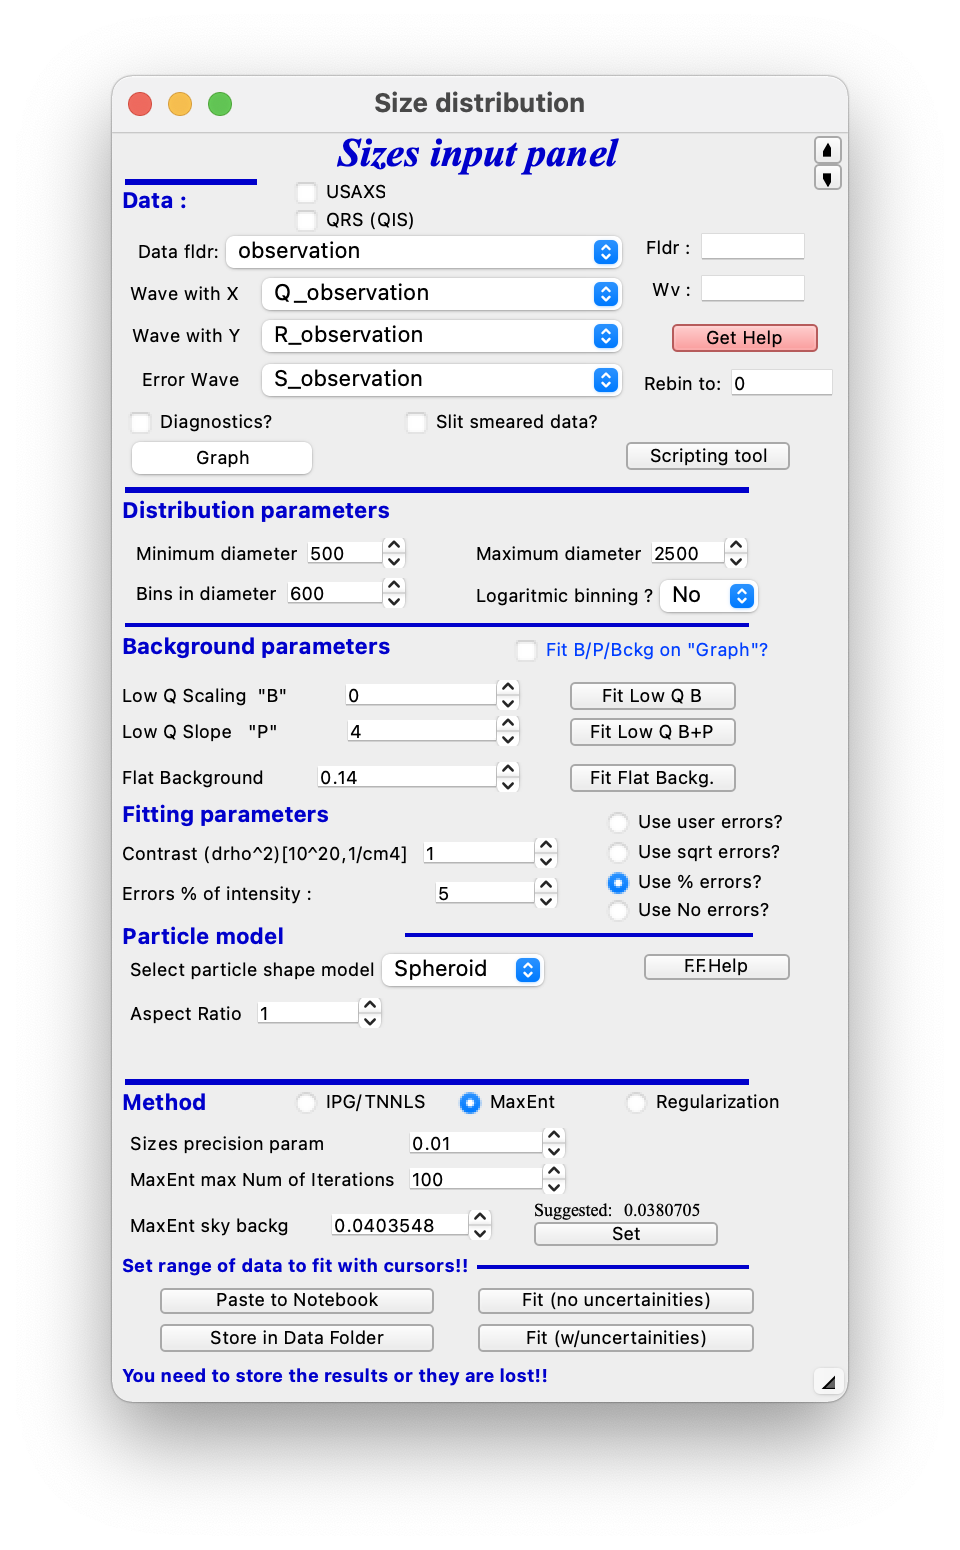 Size distribution
Sizes input panel
Data :
USAXS
QRS (QIS)
Data fldr: observation Fldr :
Wave with X Q_observation Wv :
Wave with Y R_observation Get Help
Error Wave S_observation Rebin to: 0
Diagnostics? Slit smeared data?
Graph Scripting tool
Distribution parameters
Minimum diameter 500 Maximum diameter 2500
Bins in diameter 600 Logaritmic binning ? No
Background parameters Fit B/P/Bckg on "Graph"?
Low Q Scaling "B" 0 Fit Low Q B
Low Q Slope "P" 4 Fit Low Q B+P
Flat Background 0.14 Fit Flat Backg.
Fitting parameters Use user errors?
Contrast (drho^2)[10^20,1/cm4] 1 Use sqrt errors?
Errors % of intensity : 5 Use % errors?
Use No errors?
Particle model
Select particle shape model Spheroid F.F.Help
Aspect Ratio 1
Method IPG/TNNLS MaxEnt Regularization
Sizes precision param 0.01
MaxEnt max Num of Iterations 100
Suggested: 0.0380705
MaxEnt sky backg 0.0403548 Set
Set range of data to fit with cursors!!
Paste to Notebook Fit (no uncertainities)
Store in Data Folder Fit (w/uncertainities)
You need to store the results or they are lost!!